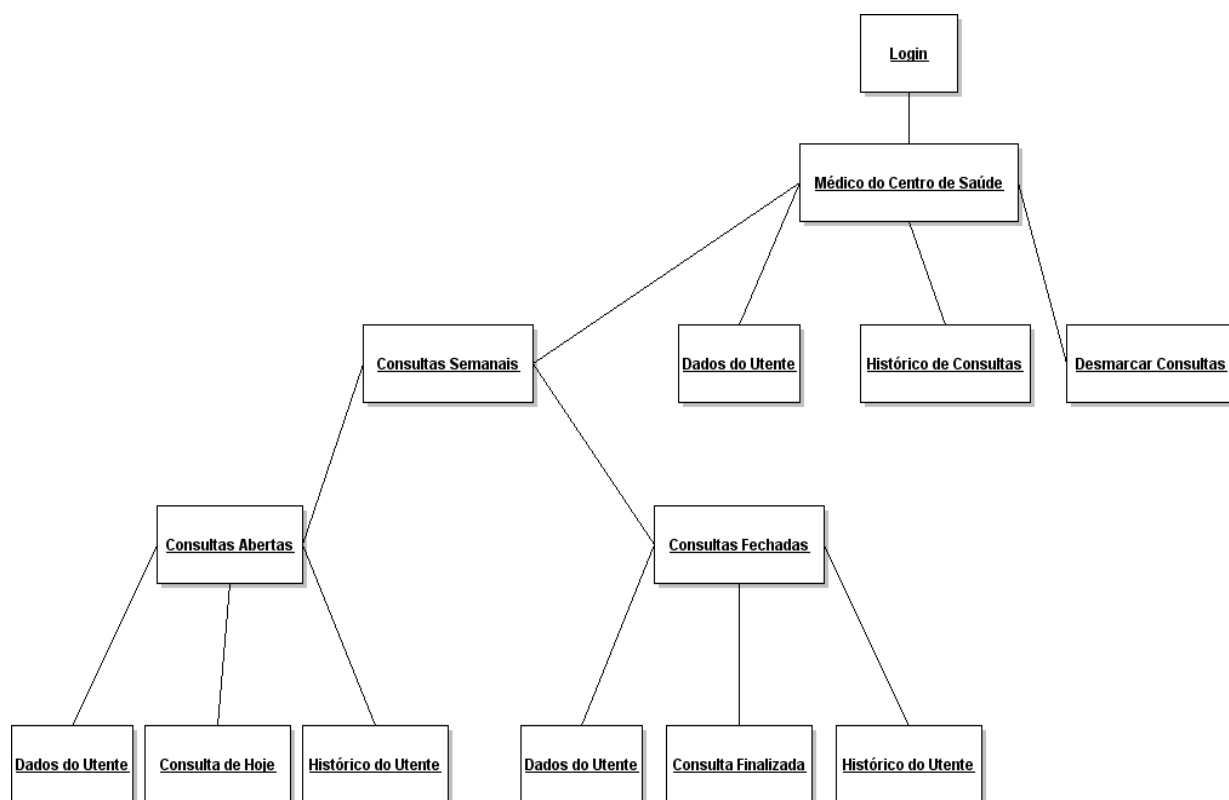 Login
Médico do Centro de Saúde
Consultas Semanais
Dados do Utente
Histórico de Consultas
Desmarcar Consultas
Consultas Abertas
Consultas Fechadas
Dados do Utente
Consulta de Hoje
Histórico do Utente
Dados do Utente
Consulta Finalizada
Histórico do Utente